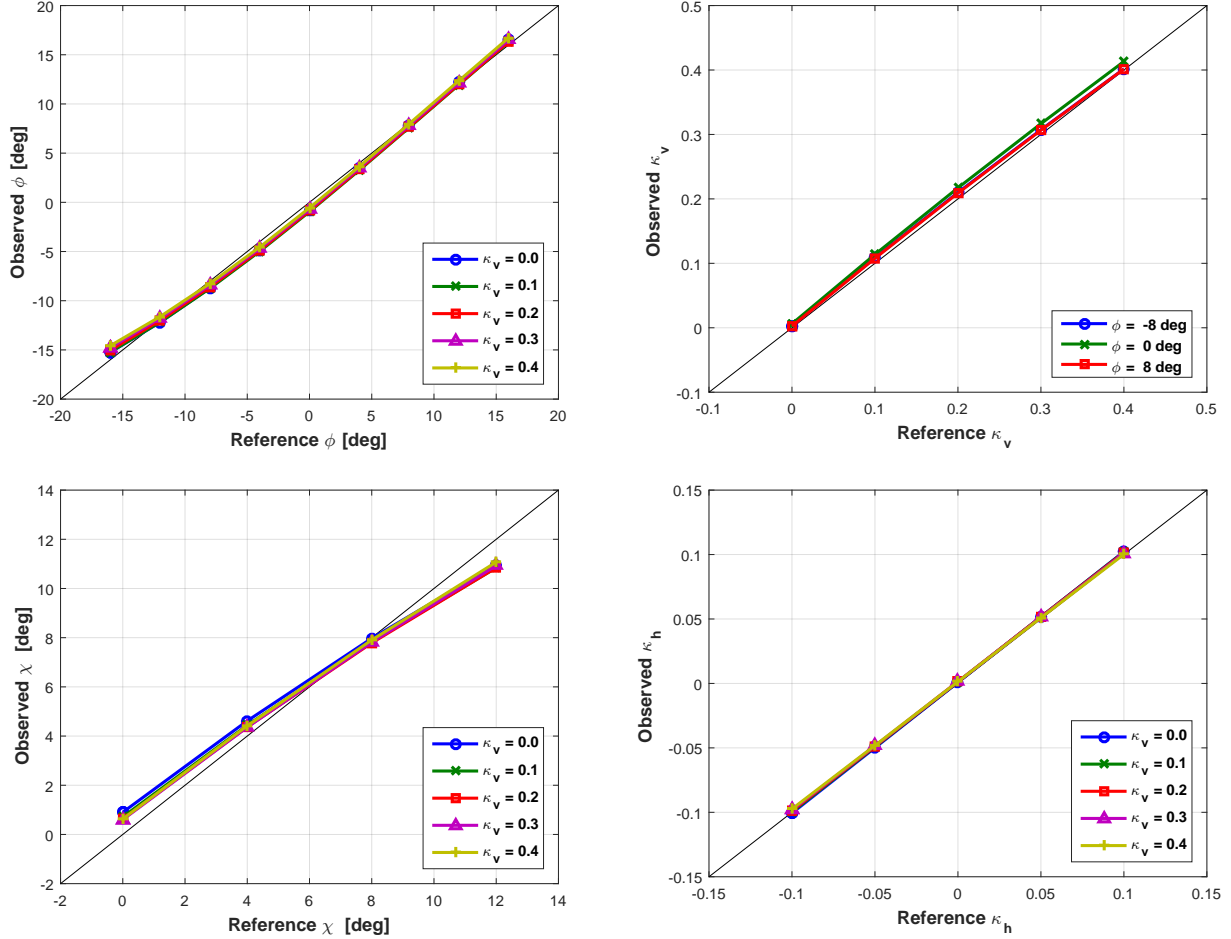 20
15
10
5
0
-5
-10
-15
-20
-20 -15 -10 -5 0 5 10 15 20
Observed ϕ [deg]
Reference ϕ [deg]
κv = 0.0
κv = 0.1
κv = 0.2
κv = 0.3
κv = 0.4
0.5
0.4
0.3
0.2
0.1
0
-0.1
-0.1 0 0.1 0.2 0.3 0.4 0.5
Observed κv
Reference κv
ϕ = -8 deg
ϕ = 0 deg
ϕ = 8 deg
14
12
10
8
6
4
2
0
-2
-2 0 2 4 6 8 10 12 14
Observed χ [deg]
Reference χ [deg]
κv = 0.0
κv = 0.1
κv = 0.2
κv = 0.3
κv = 0.4
0.15
0.1
0.05
0
-0.05
-0.1
-0.15
-0.15 -0.1 -0.05 0 0.05 0.1 0.15
Observed κh
Reference κh
κv = 0.0
κv = 0.1
κv = 0.2
κv = 0.3
κv = 0.4